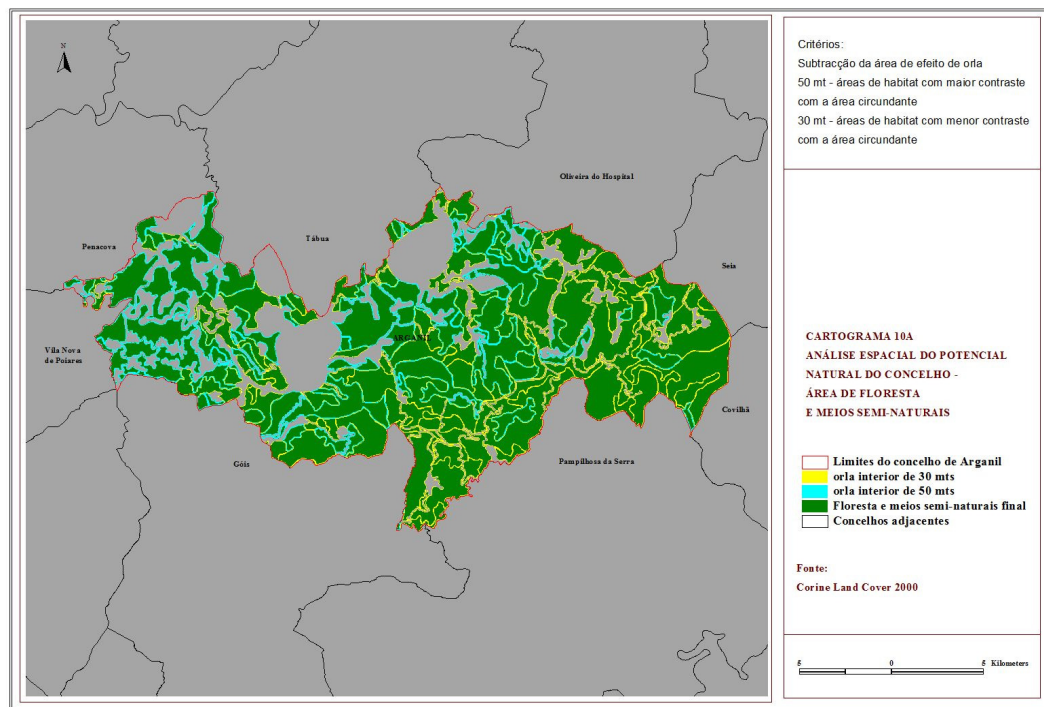 N
Oliveira do Hospital
Tábua
Penacova
Seia
ARGANIL
Vila Nova
de Poiares
Covilhã
Góis
Pampilhosa da Serra
Critérios:
Subtracção da área de efeito de orla
50 mt - áreas de habitat com maior contraste
com a área circundante
30 mt - áreas de habitat com menor contraste
com a área circundante
CARTOGRAMA 10A
ANÁLISE ESPACIAL DO POTENCIAL
NATURAL DO CONCELHO -
ÁREA DE FLORESTA
E MEIOS SEMI-NATURAIS
Limites do concelho de Arganil
orla interior de 30 mts
orla interior de 50 mts
Floresta e meios semi-naturais final
Concelhos adjacentes
Fonte:
Corine Land Cover 2000
5 0 5 Kilometers